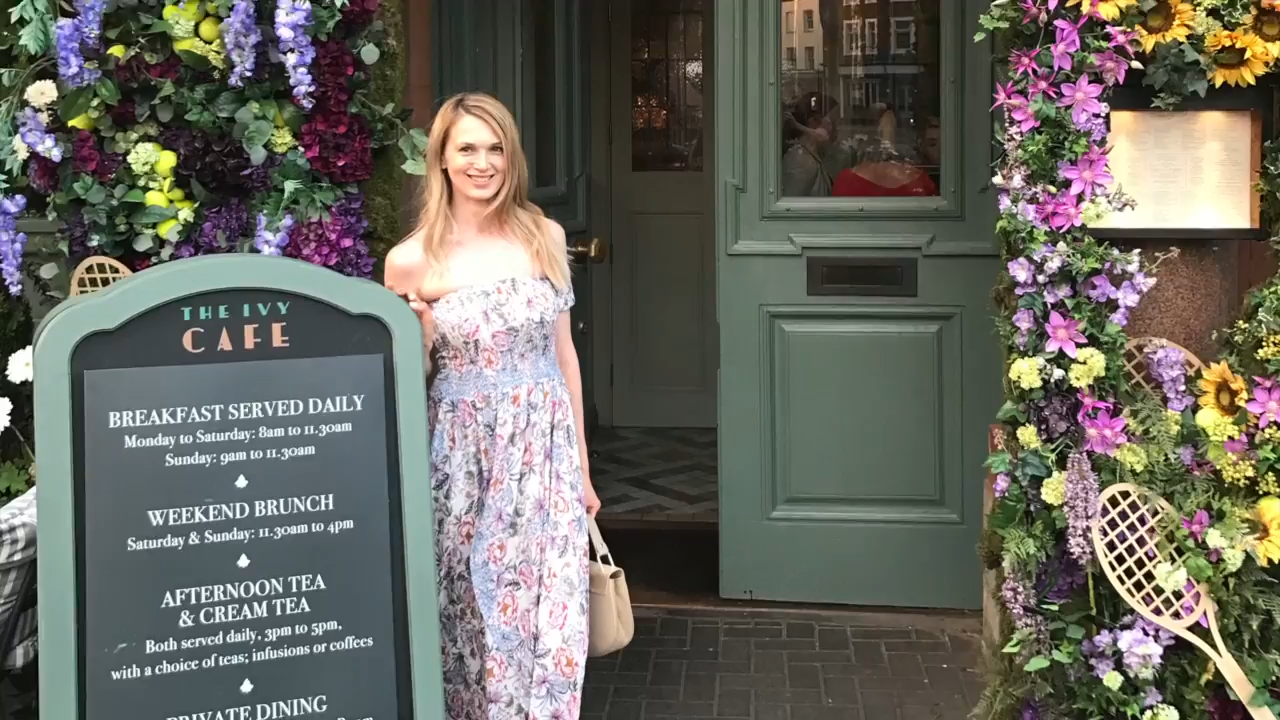 THE IVY
CAFE
BREAKFAST SERVED DAILY
Monday to Saturday: 8am to 11.30am
Sunday: 9am to 11.30am
WEEKEND BRUNCH
Saturday & Sunday: 11.30am to 4pm
AFTERNOON TEA
& CREAM TEA
Both served daily, 3pm to 5pm,
with a choice of teas; infusions or coffees
PRIVATE DINING